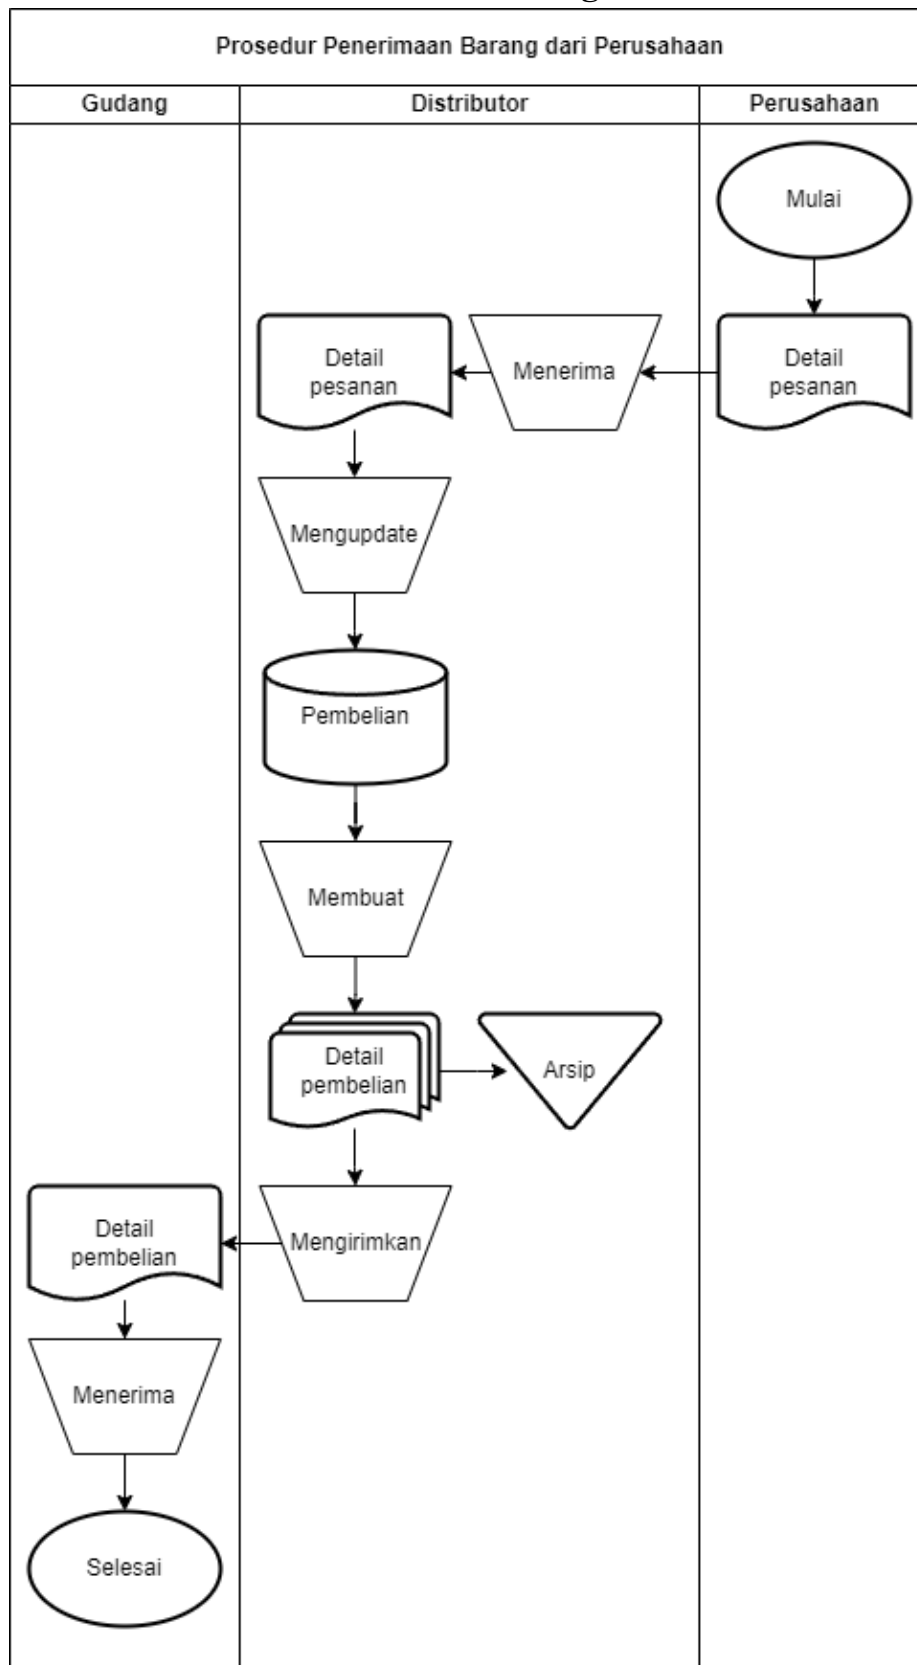 Prosedur Penerimaan Barang dari Perusahaan
Gudang
Distributor
Perusahaan
Mulai
Detail
pesanan
Menerima
Detail
pesanan
Mengupdate
Pembelian
Membuat
Detail
pembelian
Arsip
Detail
pembelian
Mengirimkan
Menerima
Selesai